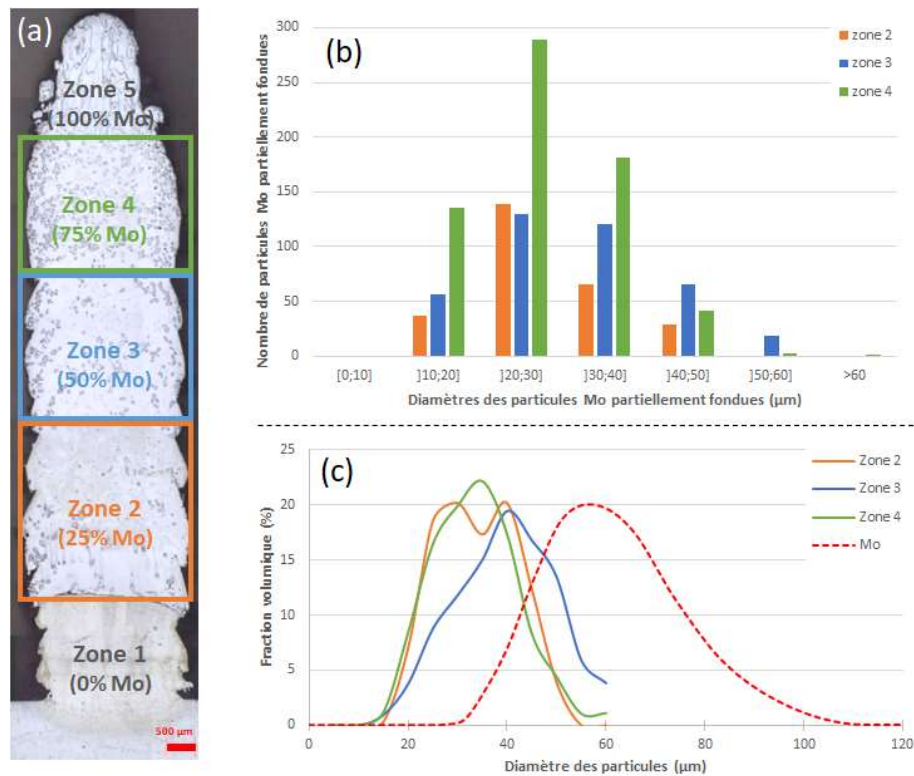 (a)
Zone 5
(100% Mo)
Zone 4
(75% Mo)
Zone 3
(50% Mo)
Zone 2
(25% Mo)
Zone 1
(0% Mo)
500 µm
(b)
Nombre de particules Mo partiellement fondues
300
250
200
150
100
50
0
[0;10]
]10;20]
]20;30]
]30;40]
]40;50]
]50;60]
>60
Diamètres des particules Mo partiellement fondues (µm)
zone 2
zone 3
zone 4
(c)
Fraction volumique (%)
25
20
15
10
5
0
0
20
40
60
80
100
120
Diamètre des particules (µm)
Zone 2
Zone 3
Zone 4
Mo